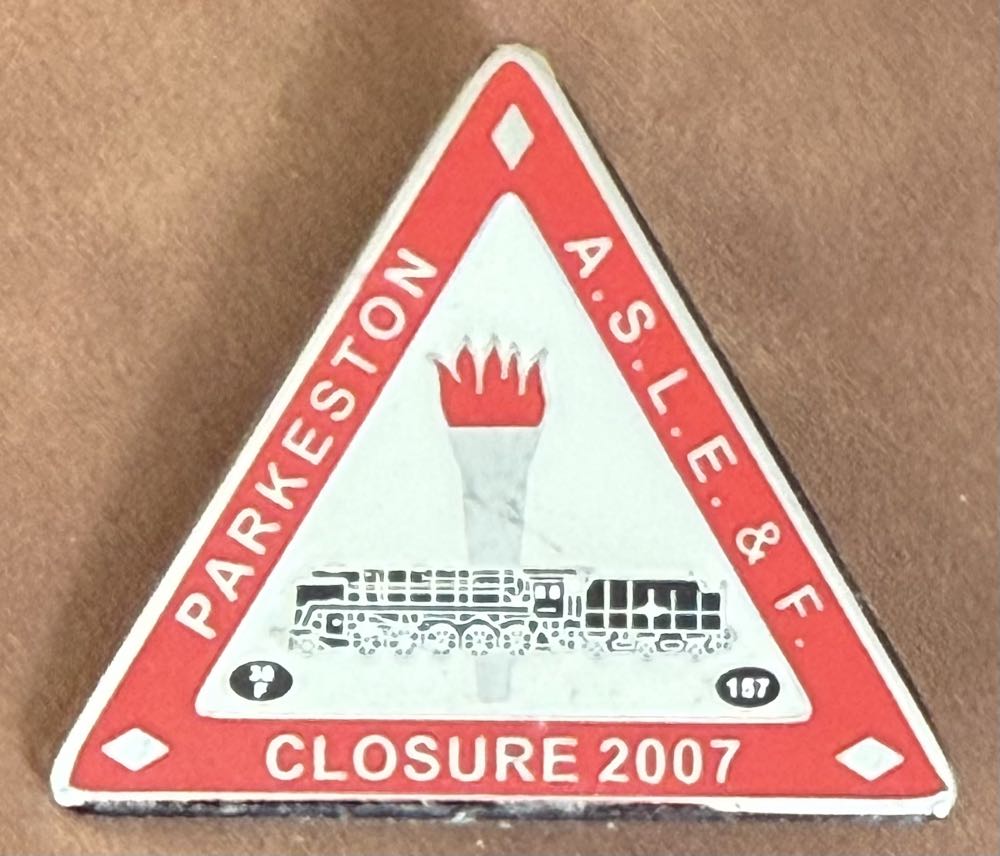 PARKESTON
A.S.L.E. & F.
30
F
157
CLOSURE 2007